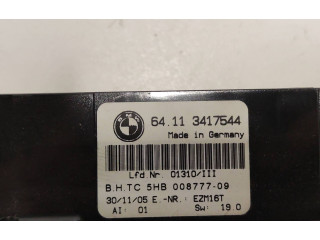 BMW
64.11 3417544
Made in Germany
Lfd.Nr. 01310/III
B.H.TC 5HB 008777-09
30/11/05 E.-NR.: EZM16T
AI: 01 Sw: 19.0